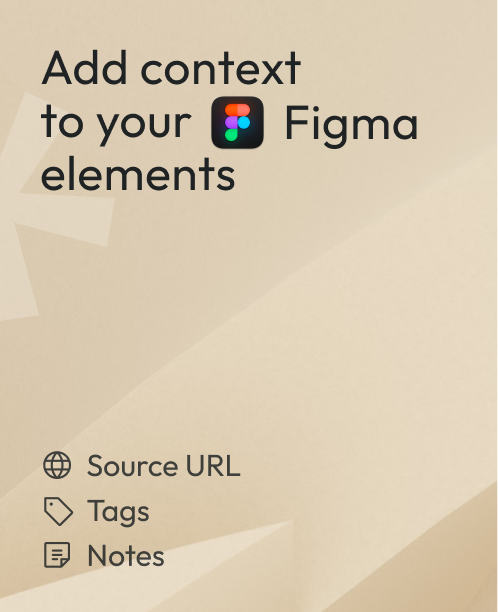 Add context
to your Figma
elements
Source URL
Tags
Notes